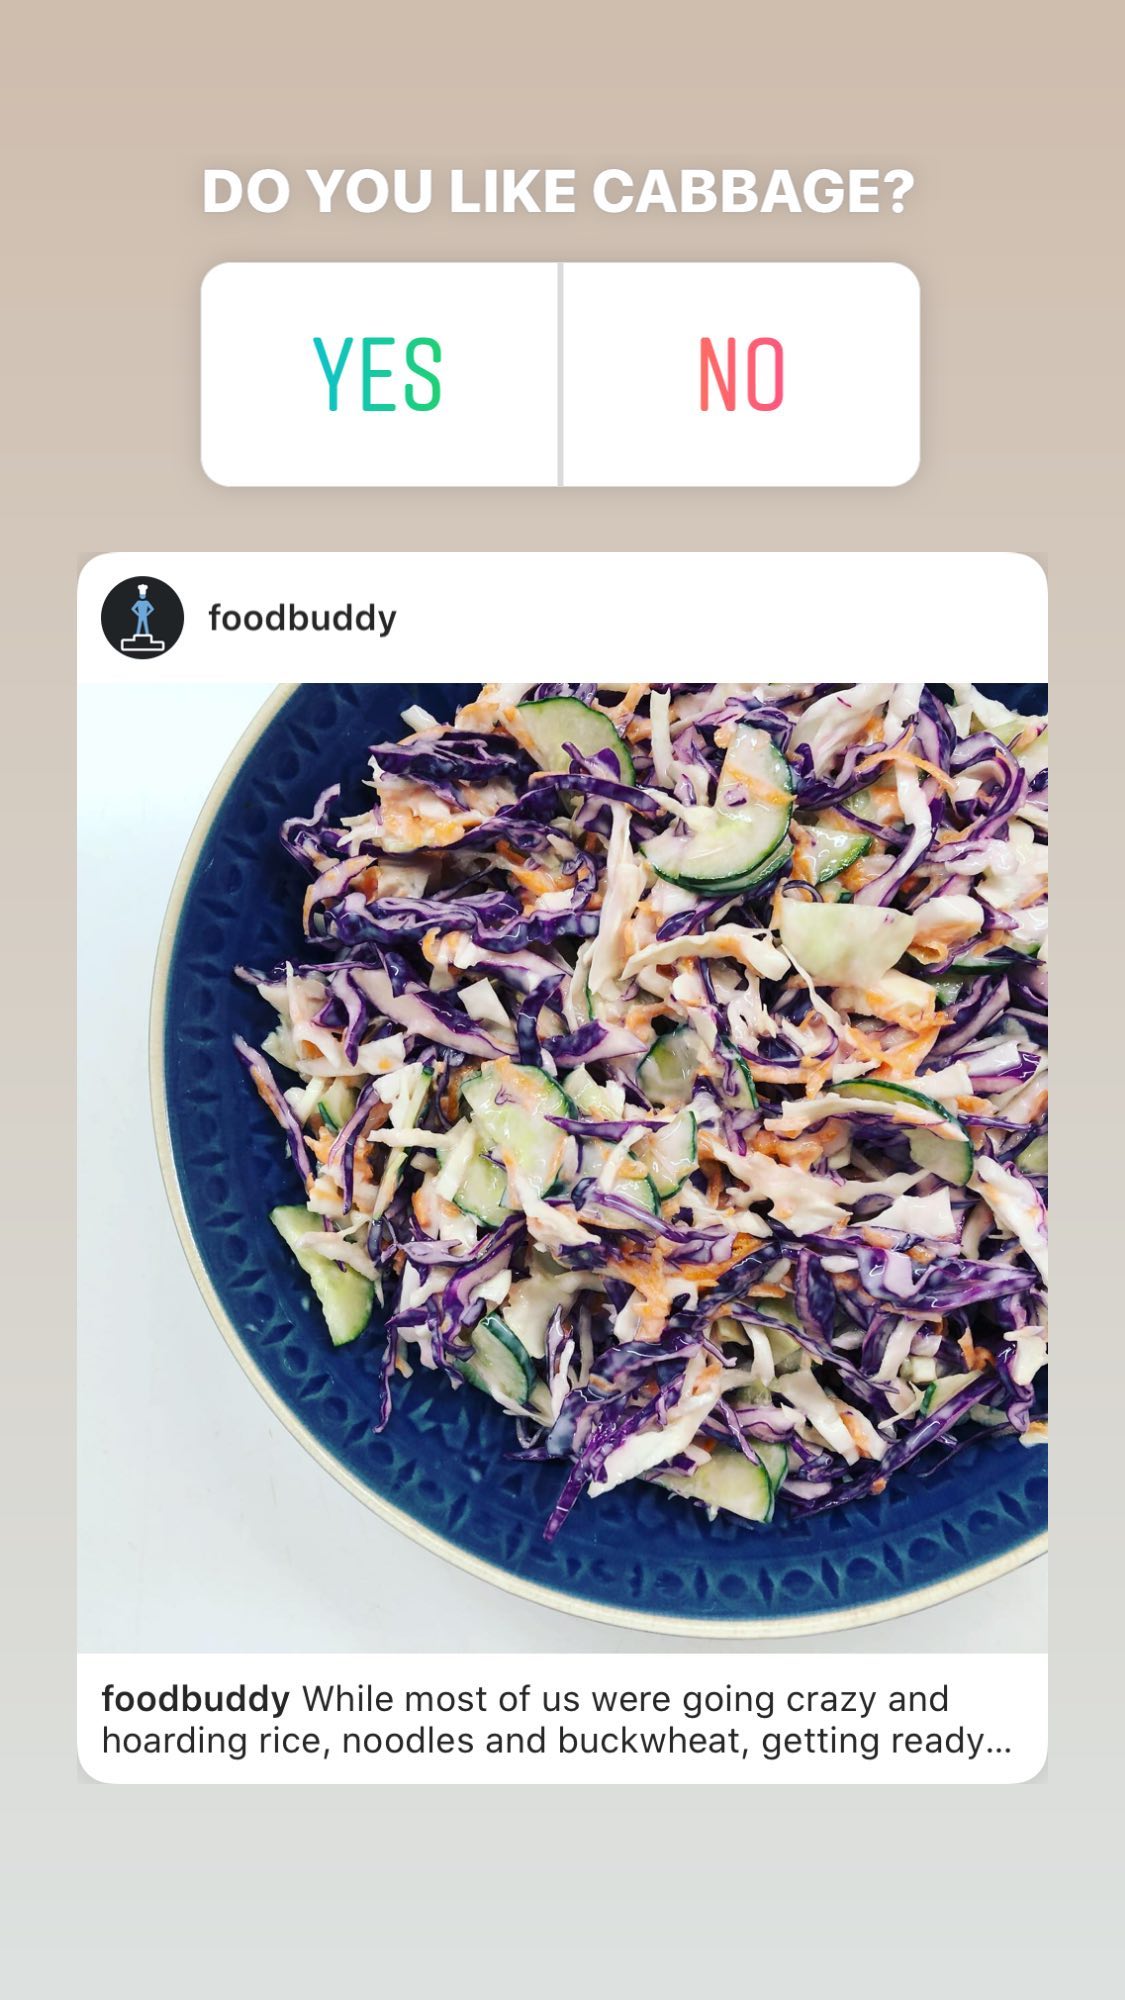 DO YOU LIKE CABBAGE?
YES
NO
foodbuddy
foodbuddy While most of us were going crazy and
hoarding rice, noodles and buckwheat, getting ready...